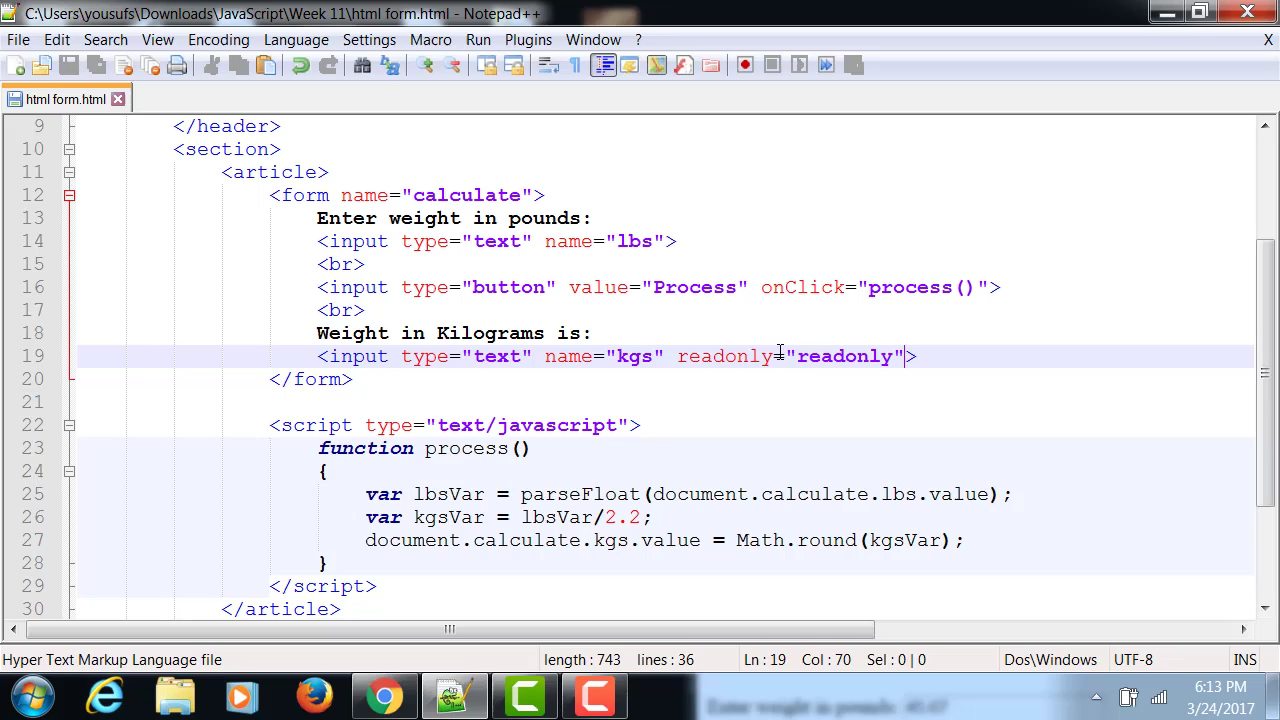 C:\Users\yousufs\Downloads\JavaScript\Week 11\html form.html - Notepad++
File Edit Search View Encoding Language Settings Macro Run Plugins Window ? X
html form.html
9 </header>
10 <section>
11 <article>
12 <form name="calculate">
13 Enter weight in pounds:
14 <input type="text" name="lbs">
15 <br>
16 <input type="button" value="Process" onClick="process()">
17 <br>
18 Weight in Kilograms is:
19 <input type="text" name="kgs" readonly="readonly">
20 </form>
21
22 <script type="text/javascript">
23 function process()
24 {
25 var lbsVar = parseFloat(document.calculate.lbs.value);
26 var kgsVar = lbsVar/2.2;
27 document.calculate.kgs.value = Math.round(kgsVar);
28 }
29 </script>
30 </article>
Hyper Text Markup Language file length : 743 lines : 36 Ln : 19 Col : 70 Sel : 0 | 0 Dos\Windows UTF-8 INS
Enter weight in pounds:
6:13 PM
3/24/2017